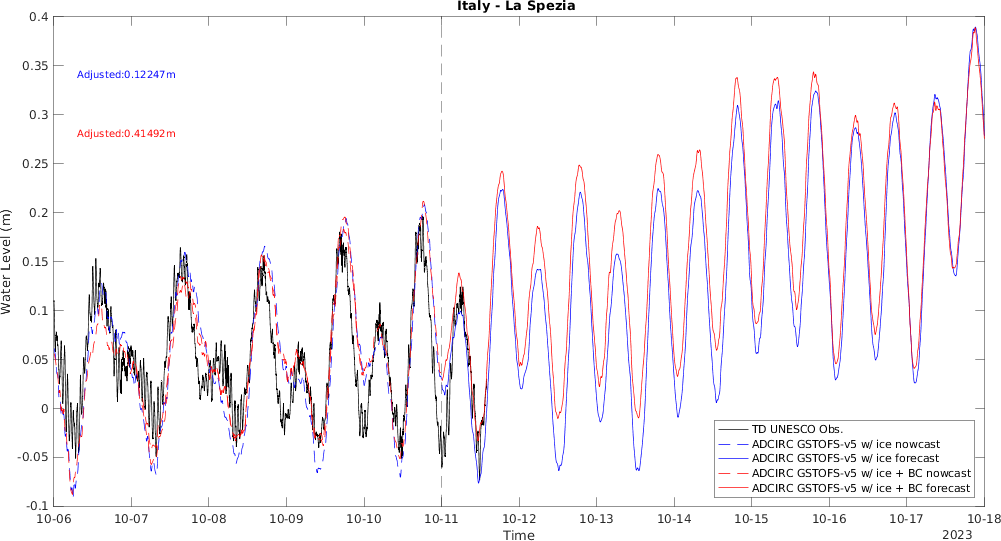 Italy - La Spezia
0.4
0.35
0.3
0.25
0.2
0.15
0.1
0.05
0
-0.05
-0.1
Water Level (m)
Adjusted:0.12247m
Adjusted:0.41492m
TD UNESCO Obs.
ADCIRC GSTOFS-v5 w/ ice nowcast
ADCIRC GSTOFS-v5 w/ ice forecast
ADCIRC GSTOFS-v5 w/ ice + BC nowcast
ADCIRC GSTOFS-v5 w/ ice + BC forecast
10-06 10-07 10-08 10-09 10-10 10-11 10-12 10-13 10-14 10-15 10-16 10-17 10-18
Time
2023